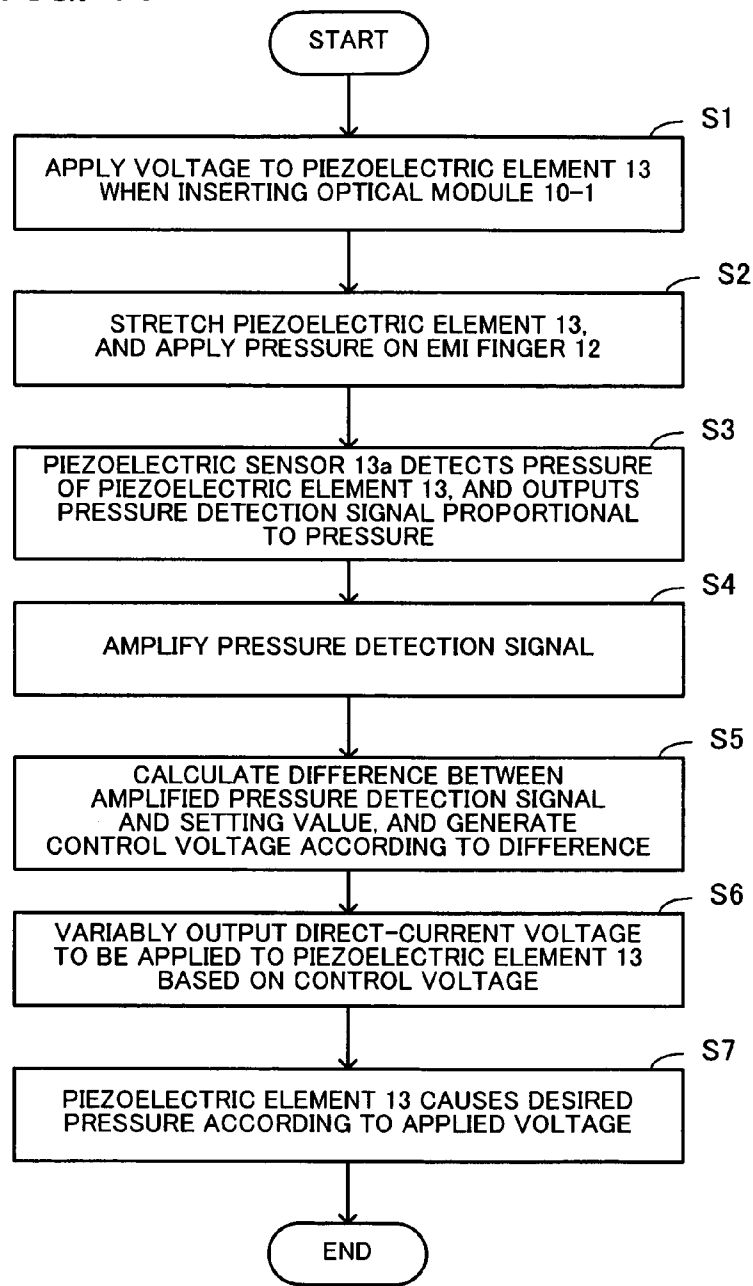 START
S1
APPLY VOLTAGE TO PIEZOELECTRIC ELEMENT 13
WHEN INSERTING OPTICAL MODULE 10-1
S2
STRETCH PIEZOELECTRIC ELEMENT 13,
AND APPLY PRESSURE ON EMI FINGER 12
S3
PIEZOELECTRIC SENSOR 13a DETECTS PRESSURE
OF PIEZOELECTRIC ELEMENT 13, AND OUTPUTS
PRESSURE DETECTION SIGNAL PROPORTIONAL
TO PRESSURE
S4
AMPLIFY PRESSURE DETECTION SIGNAL
S5
CALCULATE DIFFERENCE BETWEEN
AMPLIFIED PRESSURE DETECTION SIGNAL
AND SETTING VALUE, AND GENERATE
CONTROL VOLTAGE ACCORDING TO DIFFERENCE
S6
VARIABLY OUTPUT DIRECT-CURRENT VOLTAGE
TO BE APPLIED TO PIEZOELECTRIC ELEMENT 13
BASED ON CONTROL VOLTAGE
S7
PIEZOELECTRIC ELEMENT 13 CAUSES DESIRED
PRESSURE ACCORDING TO APPLIED VOLTAGE
END